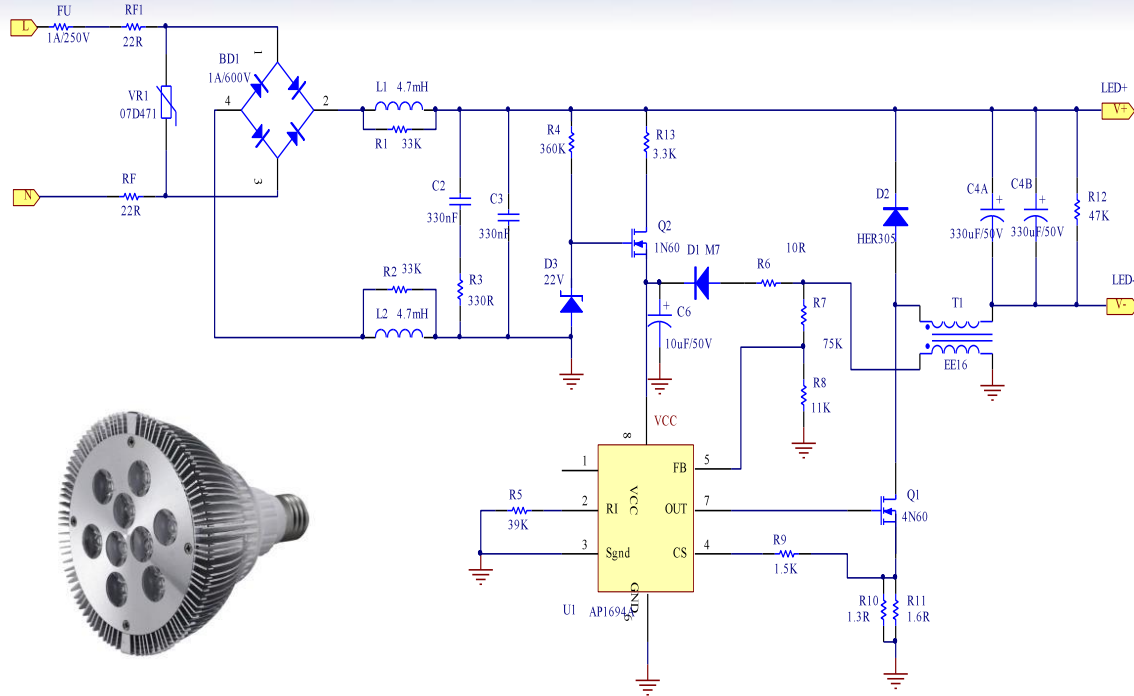 FU
RF1
L
1A/250V
22R
BD1
1A/600V
1
4
2
3
VR1
07D471
N
RF
22R
L1 4.7mH
R1 33K
C2
330nF
C3
330nF
R3
330R
33K
R2
L2 4.7mH
R4
360K
R13
3.3K
Q2
1N60
D3
22V
D1 M7
10R
R6
C6
10uF/50V
R7
75K
R8
11K
D2
HER305
C4A
C4B
330uF/50V
330uF/50V
R12
47K
LED+
V+
LED-
V-
T1
EE16
VCC
8
1
FB
5
R5
39K
2
RI
VCC
OUT
7
3
Sgnd
CS
4
GND
6
U1
AP1694A
Q1
4N60
R9
1.5K
R10
1.3R
R11
1.6R